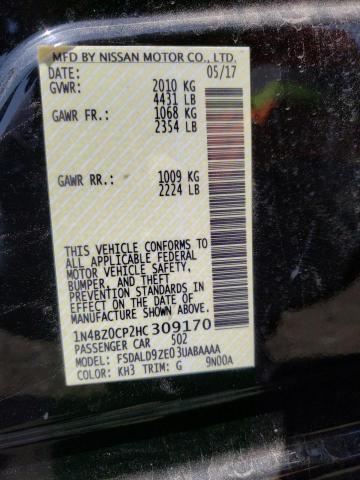 MFD BY NISSAN MOTOR CO., LTD.
DATE: 05/17
GVWR: 2010 KG
4431 LB
GAWR FR.: 1068 KG
2354 LB
GAWR RR.: 1009 KG
2224 LB
THIS VEHICLE CONFORMS TO
ALL APPLICABLE FEDERAL
MOTOR VEHICLE SAFETY,
BUMPER, AND THEFT
PREVENTION STANDARDS
IN EFFECT ON THE DATE OF
MANUFACTURE SHOWN ABOVE.
1N4BZ0CP2HC309170
PASSENGER CAR 502
MODEL: FSDALD9ZE03UABAAAA
COLOR: KH3 TRIM: G 9N00A